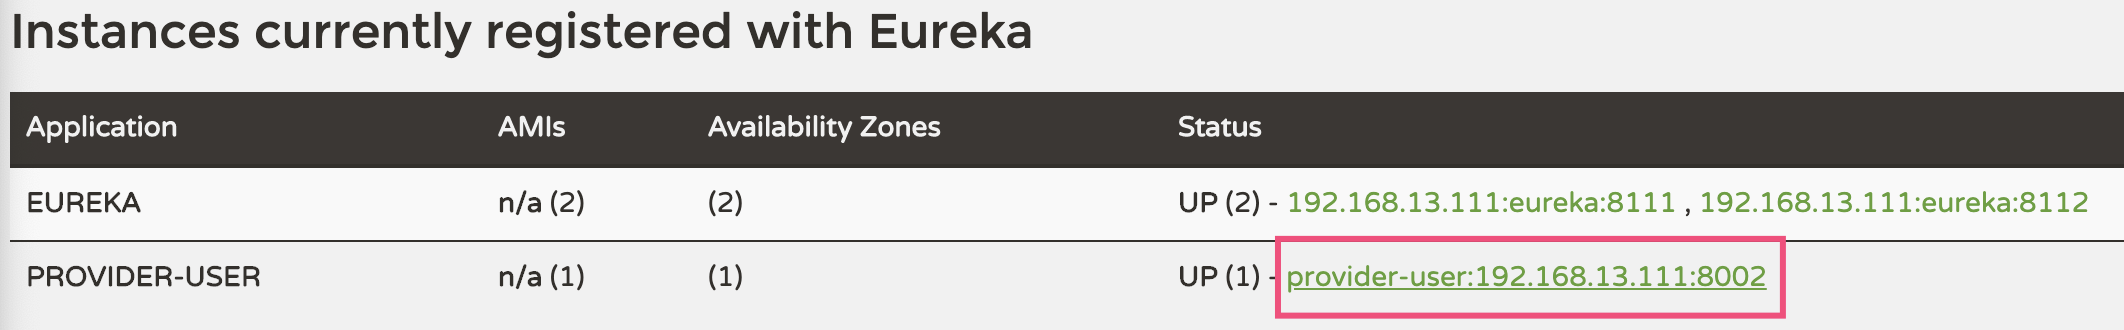 Instances currently registered with Eureka
Application AMIs Availability Zones Status
EUREKA n/a (2) (2) UP (2) - 192.168.13.111:eureka:8111 , 192.168.13.111:eureka:8112
PROVIDER-USER n/a (1) (1) UP (1) - provider-user:192.168.13.111:8002